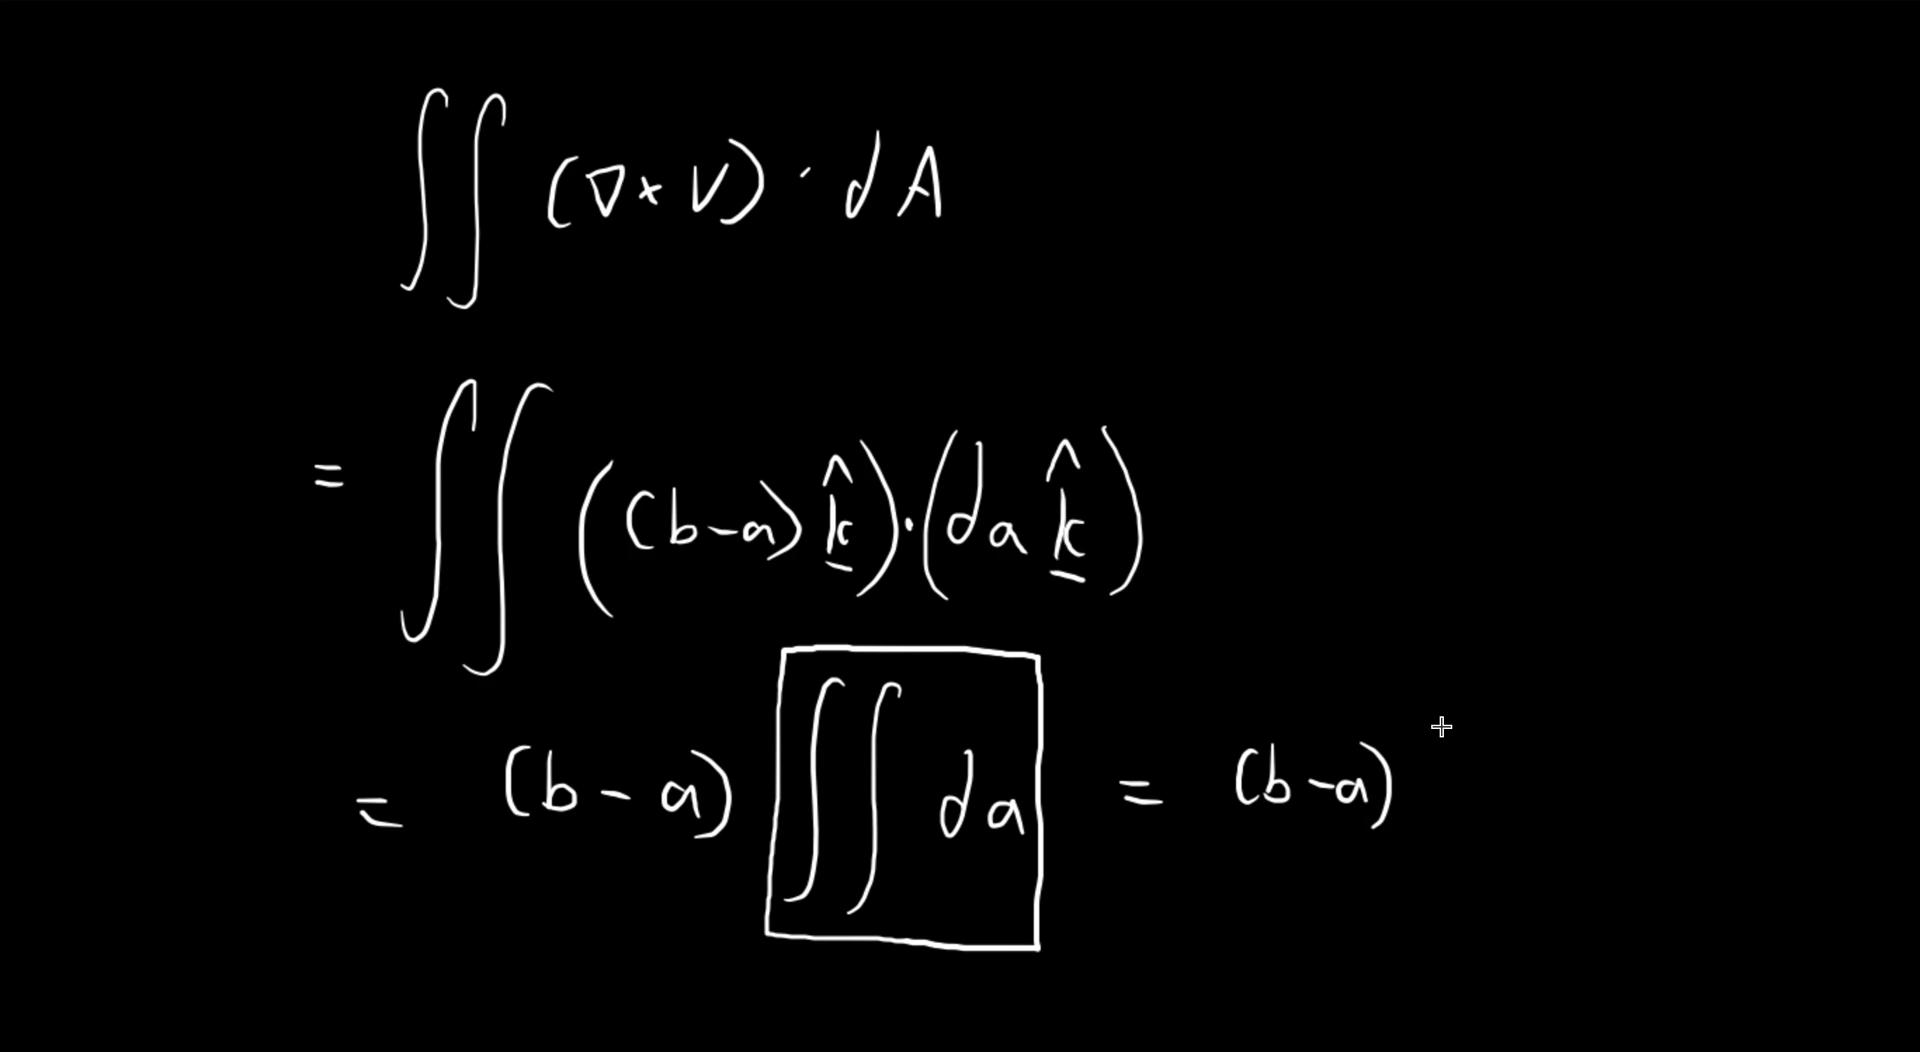 ∬ (∇×V) · dA
= ∬ ((b-a) k̂) · (da k̂)
= (b-a) ∬ da = (b-a)